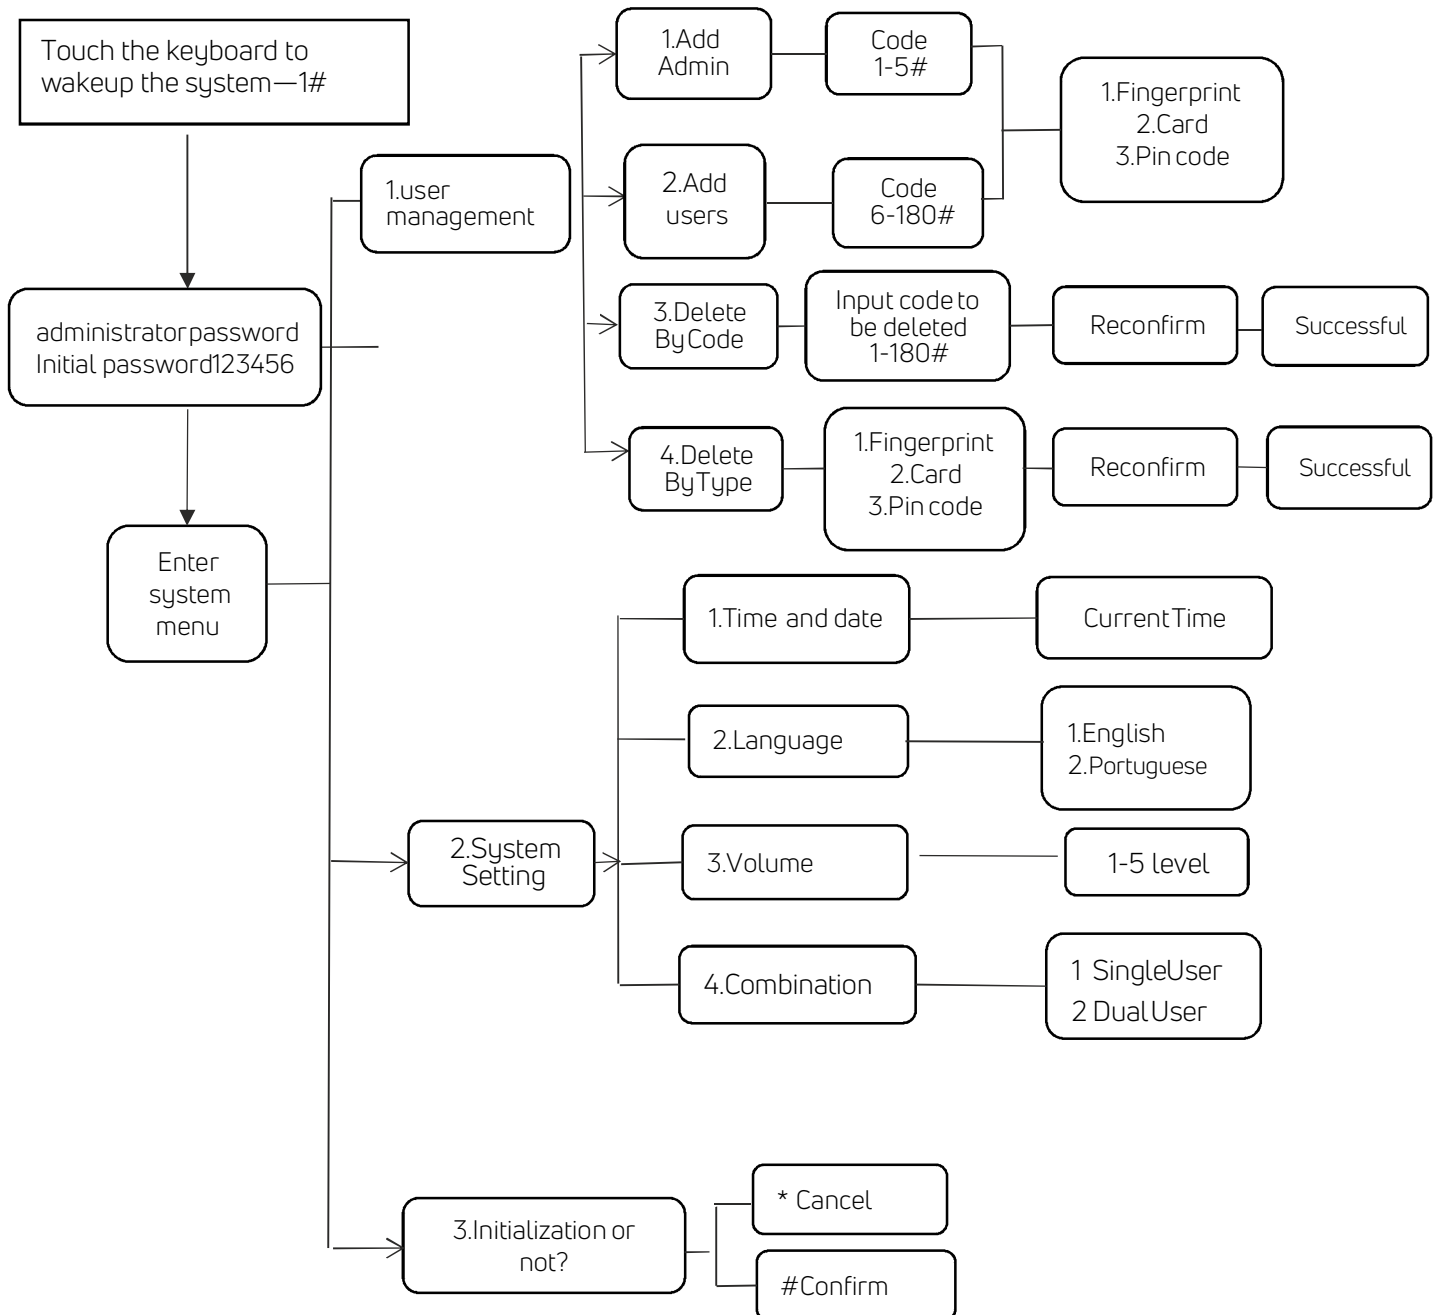 Touch the keyboard to
wakeup the system—1#
administrator password
Initial password123456
Enter
system
menu
1.user
management
1.Add
Admin
Code
1-5#
1.Fingerprint
2.Card
3.Pin code
2.Add
users
Code
6-180#
3.Delete
By Code
Input code to
be deleted
1-180#
Reconfirm
Successful
4.Delete
By Type
1.Fingerprint
2.Card
3.Pin code
Reconfirm
Successful
2.System
Setting
1.Time and date
Current Time
2.Language
1.English
2.Portuguese
3.Volume
1-5 level
4.Combination
1 SingleUser
2 Dual User
3.Initialization or
not?
* Cancel
#Confirm